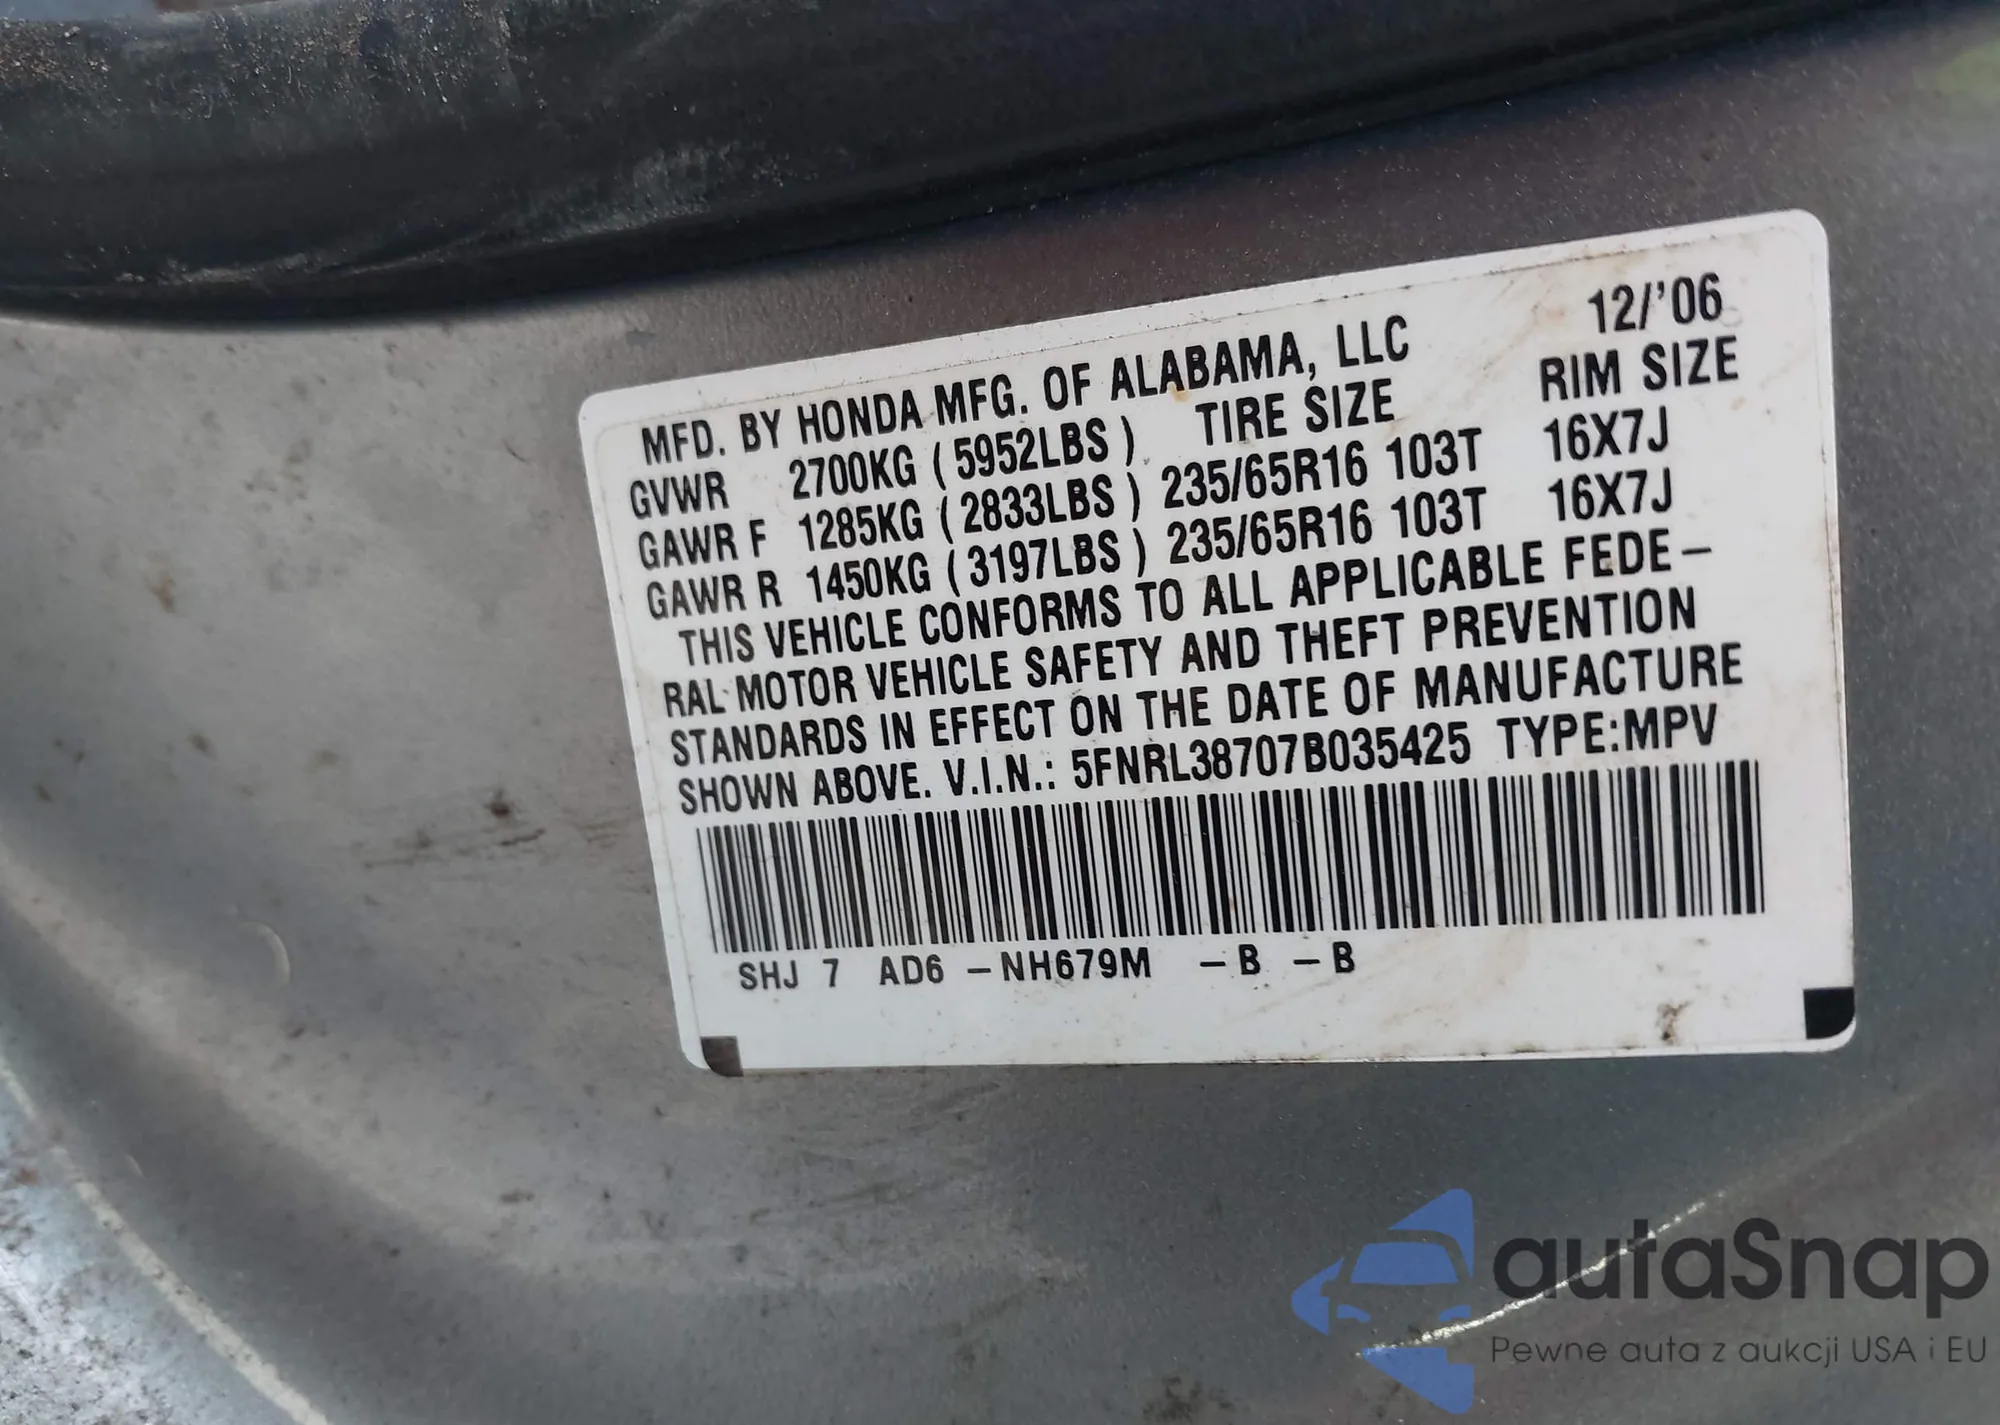 12/'06
MFD. BY HONDA MFG. OF ALABAMA, LLC
GVWR 2700KG (5952LBS) TIRE SIZE RIM SIZE
GAWR F 1285KG (2833LBS) 235/65R16 103T 16X7J
GAWR R 1450KG (3197LBS) 235/65R16 103T 16X7J
THIS VEHICLE CONFORMS TO ALL APPLICABLE FEDE-
RAL MOTOR VEHICLE SAFETY AND THEFT PREVENTION
STANDARDS IN EFFECT ON THE DATE OF MANUFACTURE
SHOWN ABOVE. V.I.N.: 5FNRL38707B035425 TYPE:MPV
SHJ 7 AD6 -NH679M -B -B
autaSnap
Pewne auta z aukcji USA i EU